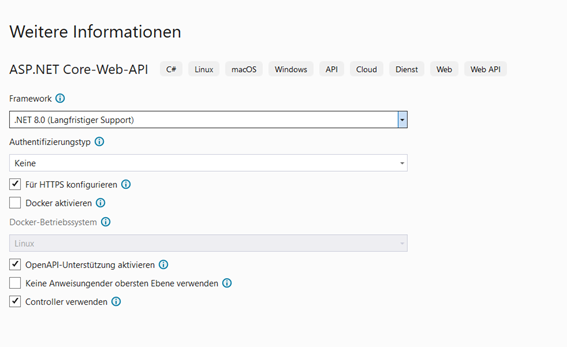 Weitere Informationen
ASP.NET Core-Web-API C# Linux macOS Windows API Cloud Dienst Web Web API
Framework
.NET 8.0 (Langfristiger Support)
Authentifizierungstyp
Keine
Für HTTPS konfigurieren
Docker aktivieren
Docker-Betriebssystem
Linux
OpenAPI-Unterstützung aktivieren
Keine Anweisungender obersten Ebene verwenden
Controller verwenden